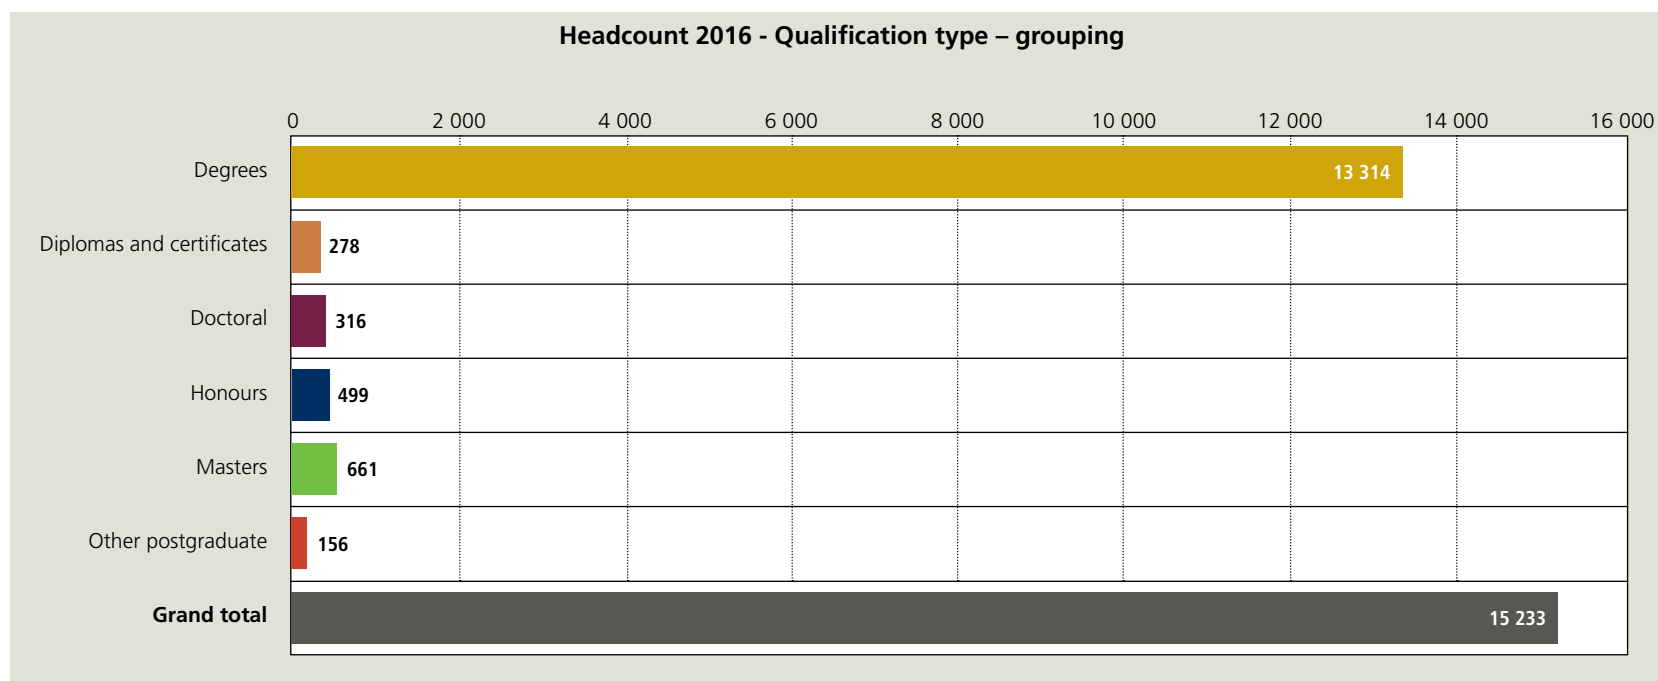 Headcount 2016 - Qualification type – grouping
0 2 000 4 000 6 000 8 000 10 000 12 000 14 000 16 000
Degrees 13 314
Diplomas and certificates 278
Doctoral 316
Honours 499
Masters 661
Other postgraduate 156
Grand total 15 233